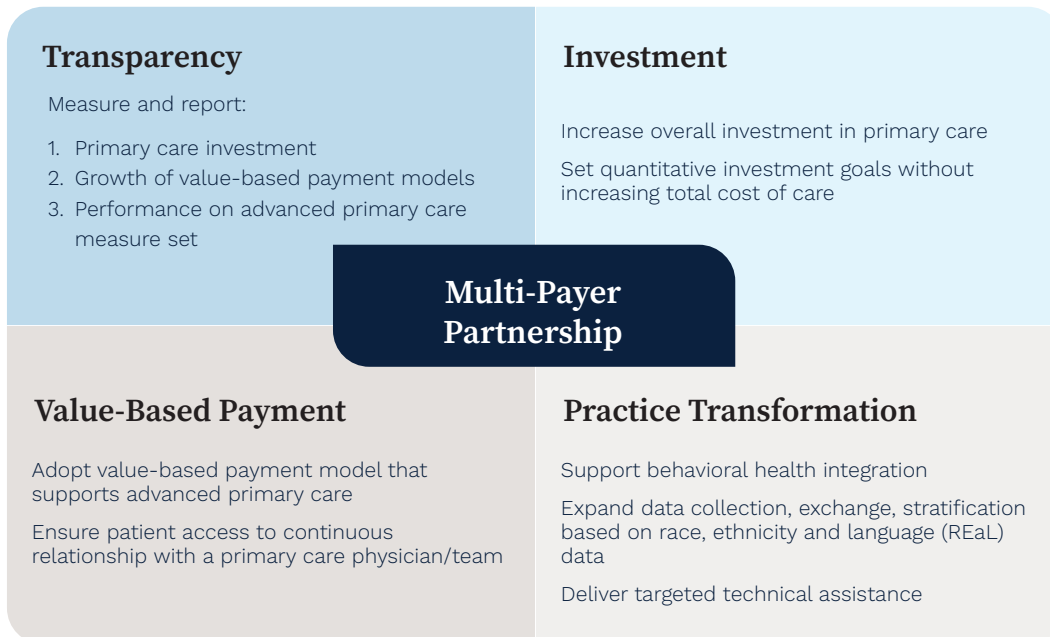 Transparency
Measure and report:
1. Primary care investment
2. Growth of value-based payment models
3. Performance on advanced primary care
measure set
Investment
Increase overall investment in primary care
Set quantitative investment goals without
increasing total cost of care
Multi-Payer
Partnership
Value-Based Payment
Adopt value-based payment model that
supports advanced primary care
Ensure patient access to continuous
relationship with a primary care physician/team
Practice Transformation
Support behavioral health integration
Expand data collection, exchange, stratification
based on race, ethnicity and language (REaL)
data
Deliver targeted technical assistance